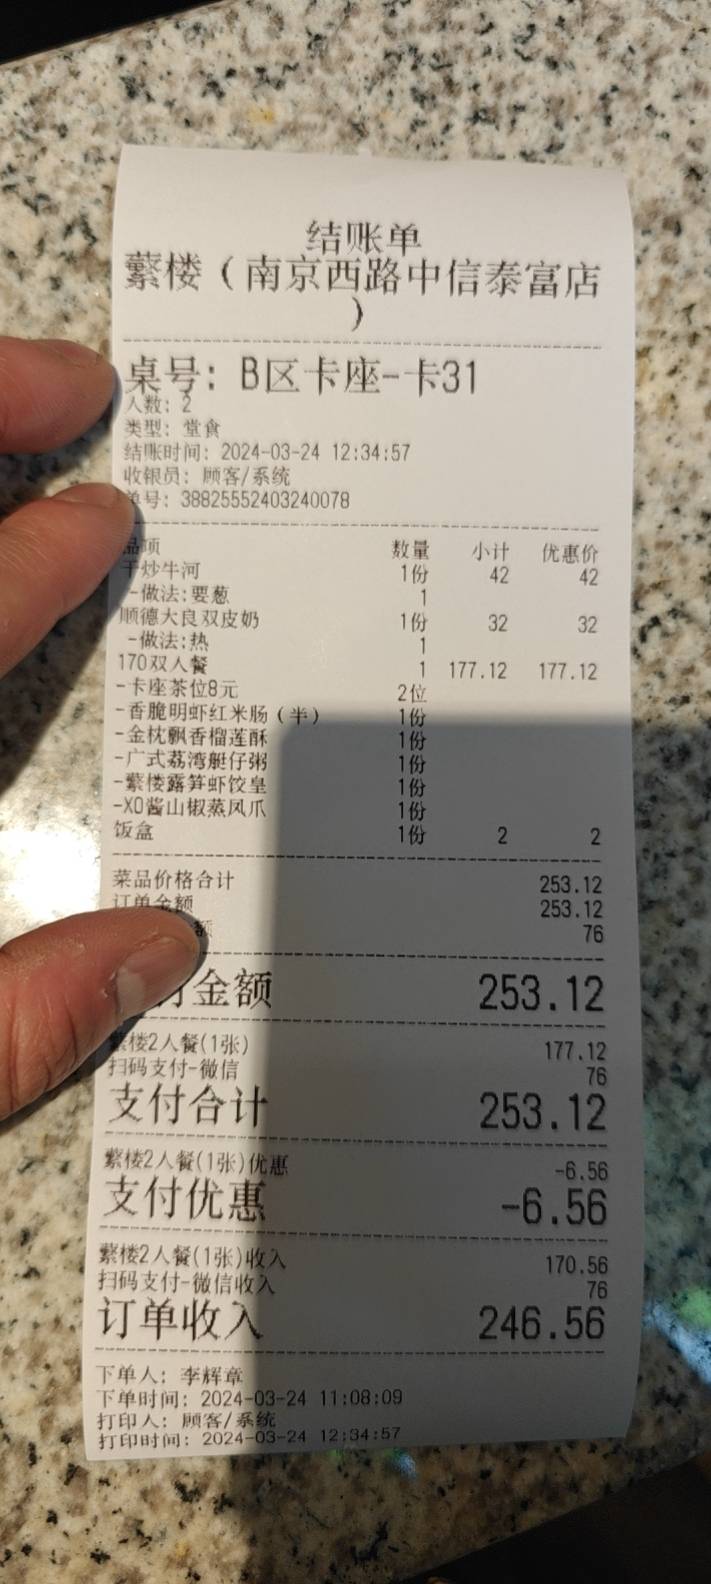 结账单
蘩楼（南京西路中信泰富店
）
桌号: B区卡座-卡31
人数: 2
类型: 堂食
结账时间: 2024-03-24 12:34:57
收银员: 顾客/系统
单号: 38825552403240078
品项 数量 小计 优惠价
干炒牛河 1份 42 42
-做法:要葱 1
顺德大良双皮奶 1份 32 32
-做法:热 1
170双人餐 1 177.12 177.12
-卡座茶位8元 2位
-香脆明虾红米肠（半） 1份
-金枕飘香榴莲酥 1份
-广式荔湾艇仔粥 1份
-蘩楼露笋虾饺皇 1份
-XO酱山椒蒸凤爪 1份
饭盒 1份 2 2
菜品价格合计 253.12
订单金额 253.12
额 76
金额 253.12
蘩楼2人餐(1张) 177.12
扫码支付-微信 76
支付合计 253.12
蘩楼2人餐(1张)优惠 -6.56
支付优惠 -6.56
蘩楼2人餐(1张)收入 170.56
扫码支付-微信收入 76
订单收入 246.56
下单人: 李辉章
下单时间: 2024-03-24 11:08:09
打印人: 顾客/系统
打印时间: 2024-03-24 12:34:57